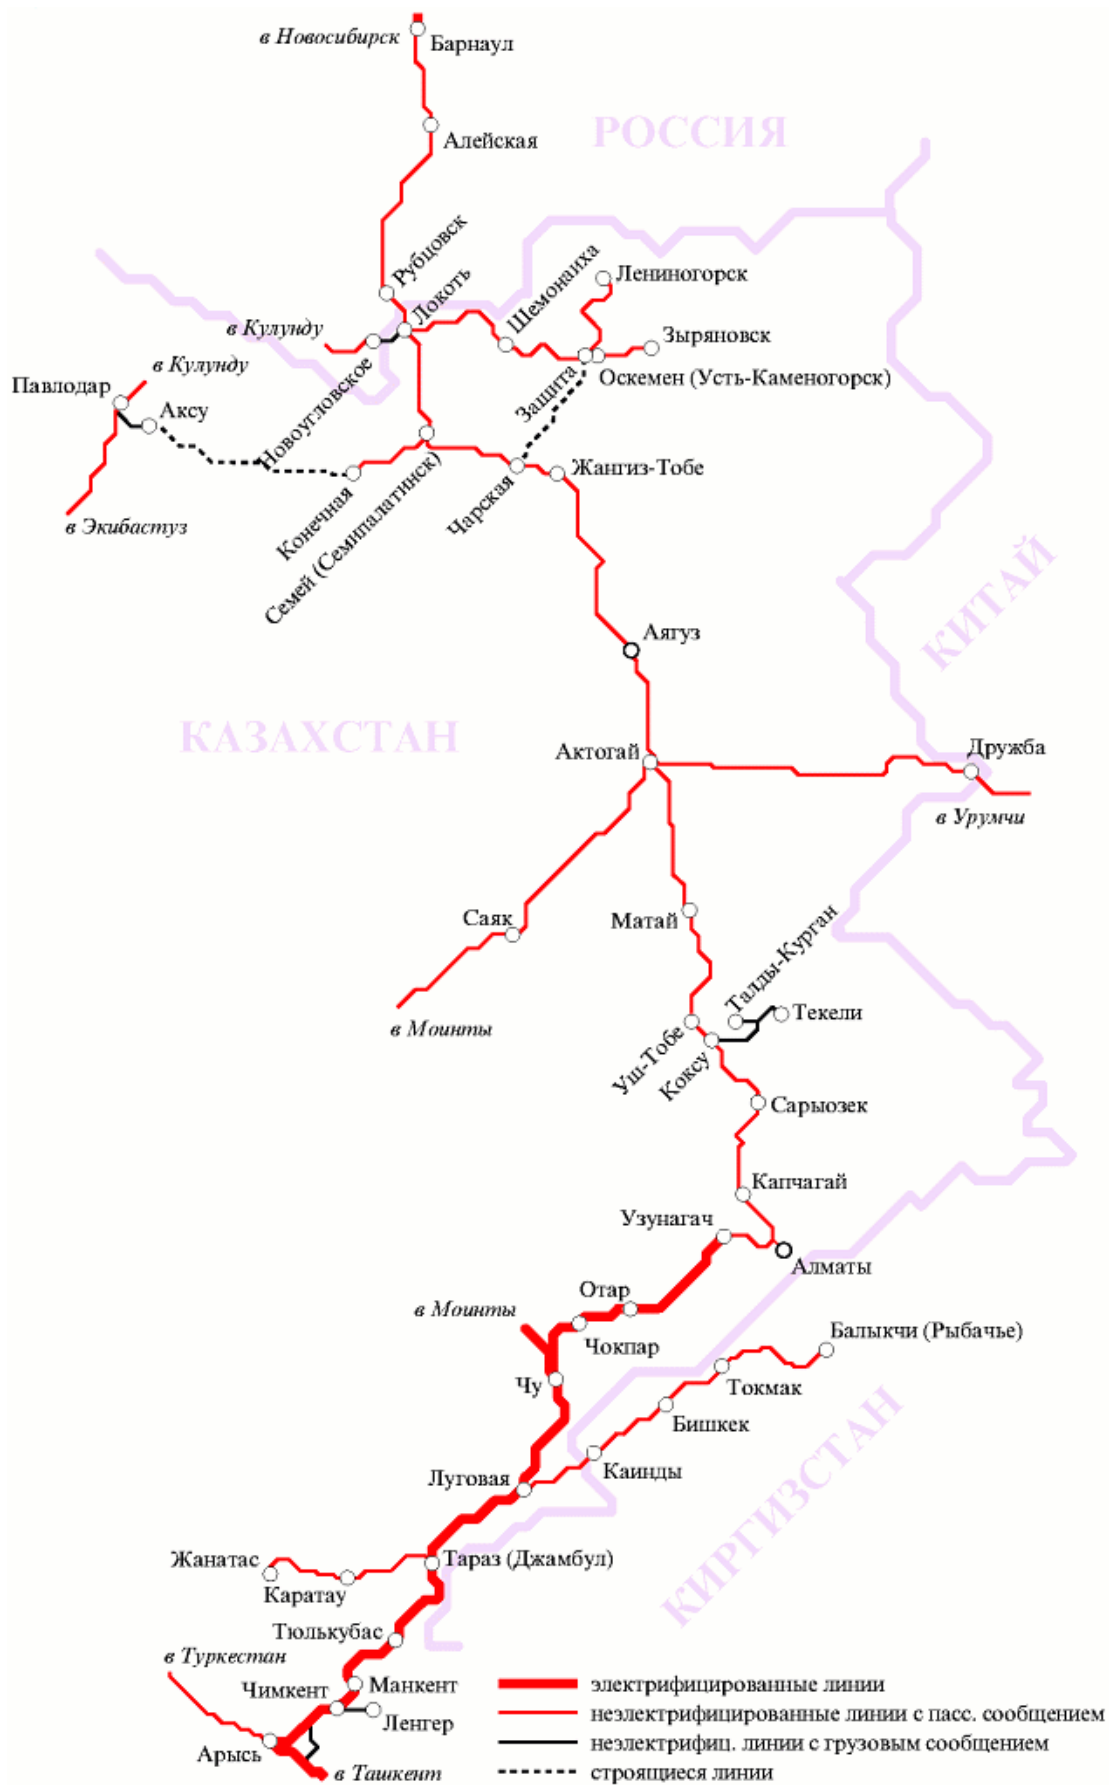 в Новосибирск
Барнаул
РОССИЯ
Алейская
Рубцовск
Локоть
Шемонаиха
Лениногорск
в Кулунду
Зыряновск
в Кулунду
Павлодар
Аксу
Новоугловское
Защита
Оскемен (Усть-Каменогорск)
Жангиз-Тобе
Конечная
Семей (Семипалатинск)
Чарская
в Экибастуз
КИТАЙ
Аягуз
КАЗАХСТАН
Актогай
Дружба
в Урумчи
Саяк
Матай
Талды-Курган
Текели
в Моинты
Уш-Тобе
Коксу
Сарыозек
Капчагай
Узунагач
Алматы
Отар
в Моинты
Чокпар
Балыкчи (Рыбачье)
Чу
Токмак
Бишкек
Каинды
Луговая
КИРГИЗСТАН
Жанатас
Тараз (Джамбул)
Каратау
Тюлькубас
в Туркестан
Манкент
Чимкент
Ленгер
Арысь
в Ташкент
электрифицированные линии
неэлектрифицированные линии с пасс. сообщением
неэлектрифиц. линии с грузовым сообщением
строящиеся линии